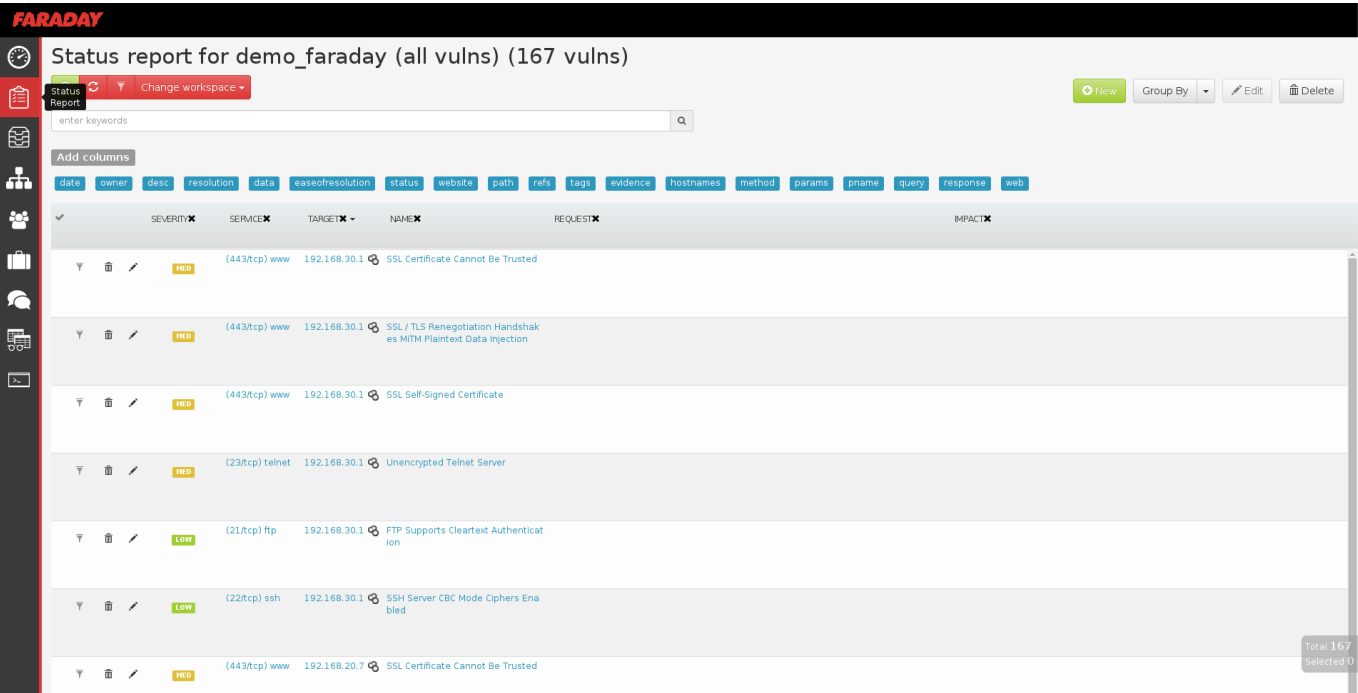 FARADAY
Status report for demo_faraday (all vulns) (167 vulns)
Change workspace
Status
Report
New
Group By
Edit
Delete
enter keywords
Add columns
date owner desc resolution data easeofresolution status website path refs tags evidence hostnames method params pname query response web
SEVERITY SERVICE TARGET NAME REQUEST IMPACT
MED (443/tcp) www 192.168.30.1 SSL Certificate Cannot Be Trusted
MED (443/tcp) www 192.168.30.1 SSL / TLS Renegotiation Handshak
es MiTM Plaintext Data Injection
MED (443/tcp) www 192.168.30.1 SSL Self-Signed Certificate
MED (23/tcp) telnet 192.168.30.1 Unencrypted Telnet Server
LOW (21/tcp) ftp 192.168.30.1 FTP Supports Cleartext Authenticat
ion
LOW (22/tcp) ssh 192.168.30.1 SSH Server CBC Mode Ciphers Ena
bled
MED (443/tcp) www 192.168.20.7 SSL Certificate Cannot Be Trusted
Total 167
Selected 0